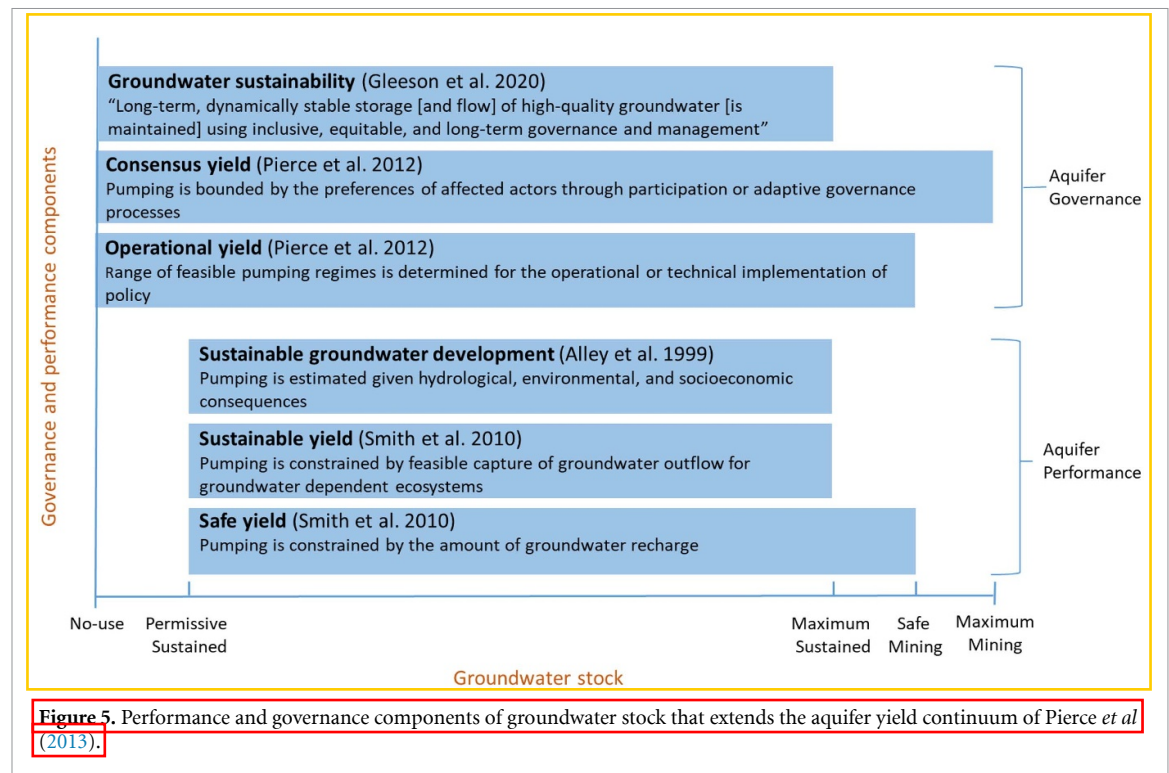 Groundwater sustainability (Gleeson et al. 2020)
“Long-term, dynamically stable storage [and flow] of high-quality groundwater [is
maintained] using inclusive, equitable, and long-term governance and management”
Consensus yield (Pierce et al. 2012)
Pumping is bounded by the preferences of affected actors through participation or adaptive governance
processes
Operational yield (Pierce et al. 2012)
Range of feasible pumping regimes is determined for the operational or technical implementation of
policy
Aquifer
Governance
Sustainable groundwater development (Alley et al. 1999)
Pumping is estimated given hydrological, environmental, and socioeconomic
consequences
Sustainable yield (Smith et al. 2010)
Pumping is constrained by feasible capture of groundwater outflow for
groundwater dependent ecosystems
Safe yield (Smith et al. 2010)
Pumping is constrained by the amount of groundwater recharge
Aquifer
Performance
Governance and performance components
No-use
Permissive
Sustained
Maximum
Sustained
Safe
Mining
Maximum
Mining
Groundwater stock
Figure 5. Performance and governance components of groundwater stock that extends the aquifer yield continuum of Pierce et al
(2013).